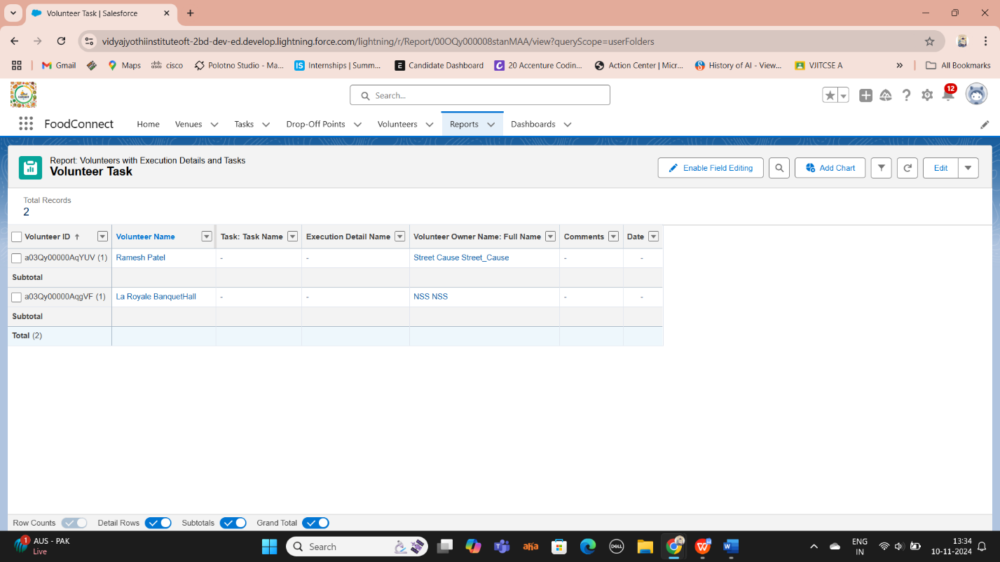 Volunteer Task | Salesforce
vidyajyothiinstituteoft-2bd-dev-ed.develop.lightning.force.com/lightning/r/Report/00OQy000008stanMAA/view?queryScope=userFolders
Gmail Maps cisco Polotno Studio - Ma... Internships | Summ... Candidate Dashboard 20 Accenture Codin... Action Center | Micr... History of AI - View... VJITCSE A » All Bookmarks
Search...
12
FoodConnect Home Venues Tasks Drop-Off Points Volunteers Reports Dashboards
Report: Volunteers with Execution Details and Tasks
Volunteer Task
Enable Field Editing Add Chart Edit
Total Records
2
Volunteer ID ↑ Volunteer Name Task: Task Name Execution Detail Name Volunteer Owner Name: Full Name Comments Date
a03Qy00000AqYUV (1) Ramesh Patel - - Street Cause Street_Cause - -
Subtotal
a03Qy00000AqgVF (1) La Royale BanquetHall - - NSS NSS - -
Subtotal
Total (2)
Row Counts Detail Rows Subtotals Grand Total
1 AUS - PAK
Live
Search
aha
DELL
ENG
IN
13:34
10-11-2024